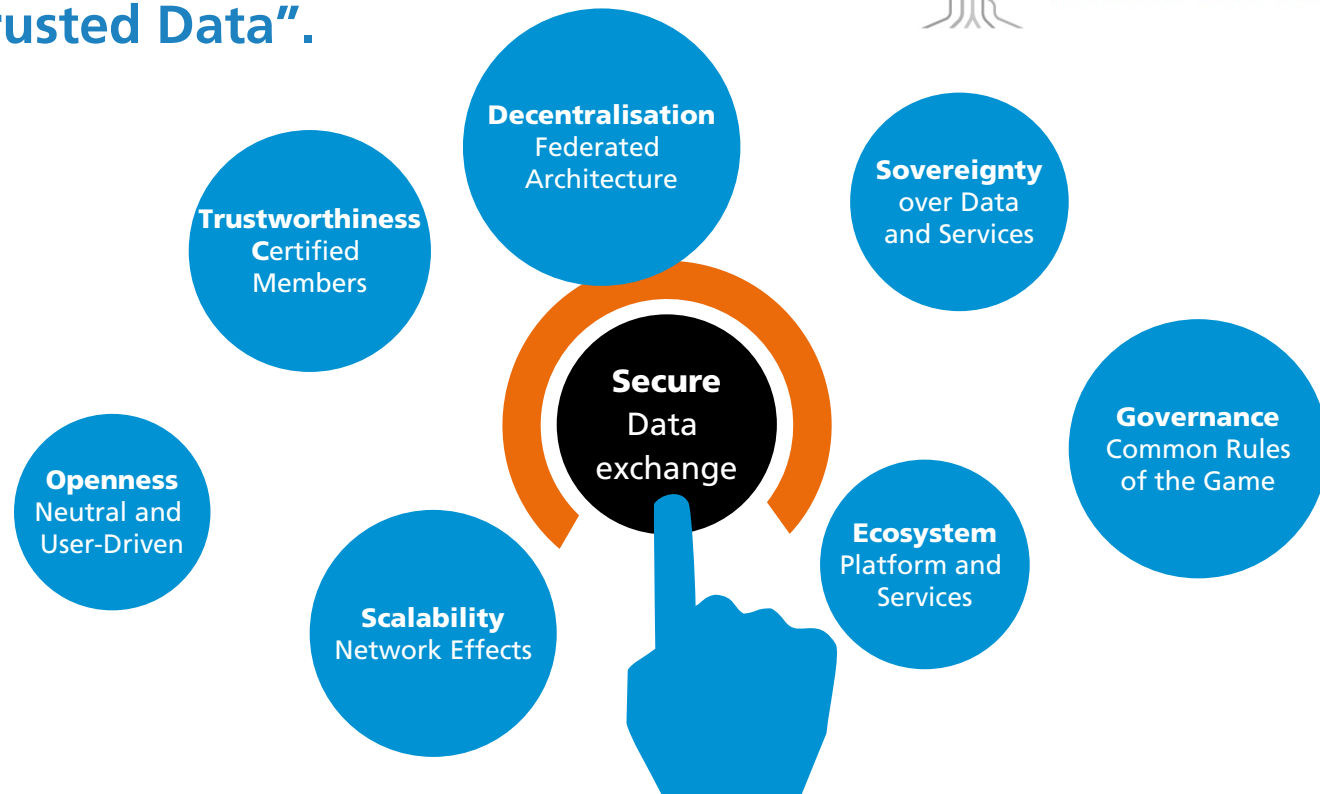 rusted Data”.
Decentralisation
Federated
Architecture
Sovereignty
over Data
and Services
Trustworthiness
Certified
Members
Secure
Data
exchange
Governance
Common Rules
of the Game
Openness
Neutral and
User-Driven
Ecosystem
Platform and
Services
Scalability
Network Effects